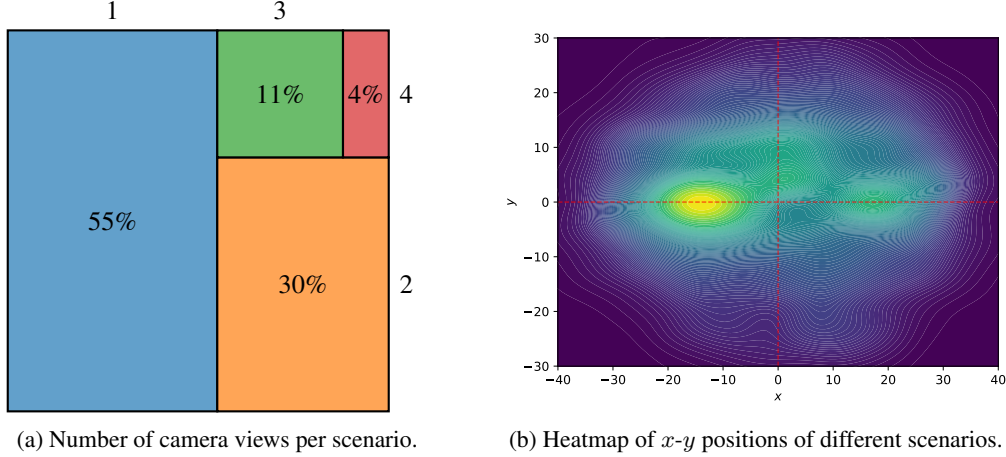 1 3
11% 4% 4
55%
30% 2
(a) Number of camera views per scenario.
30
20
10
0
−10
−20
−30
y
−40 −30 −20 −10 0 10 20 30 40
x
(b) Heatmap of x-y positions of different scenarios.